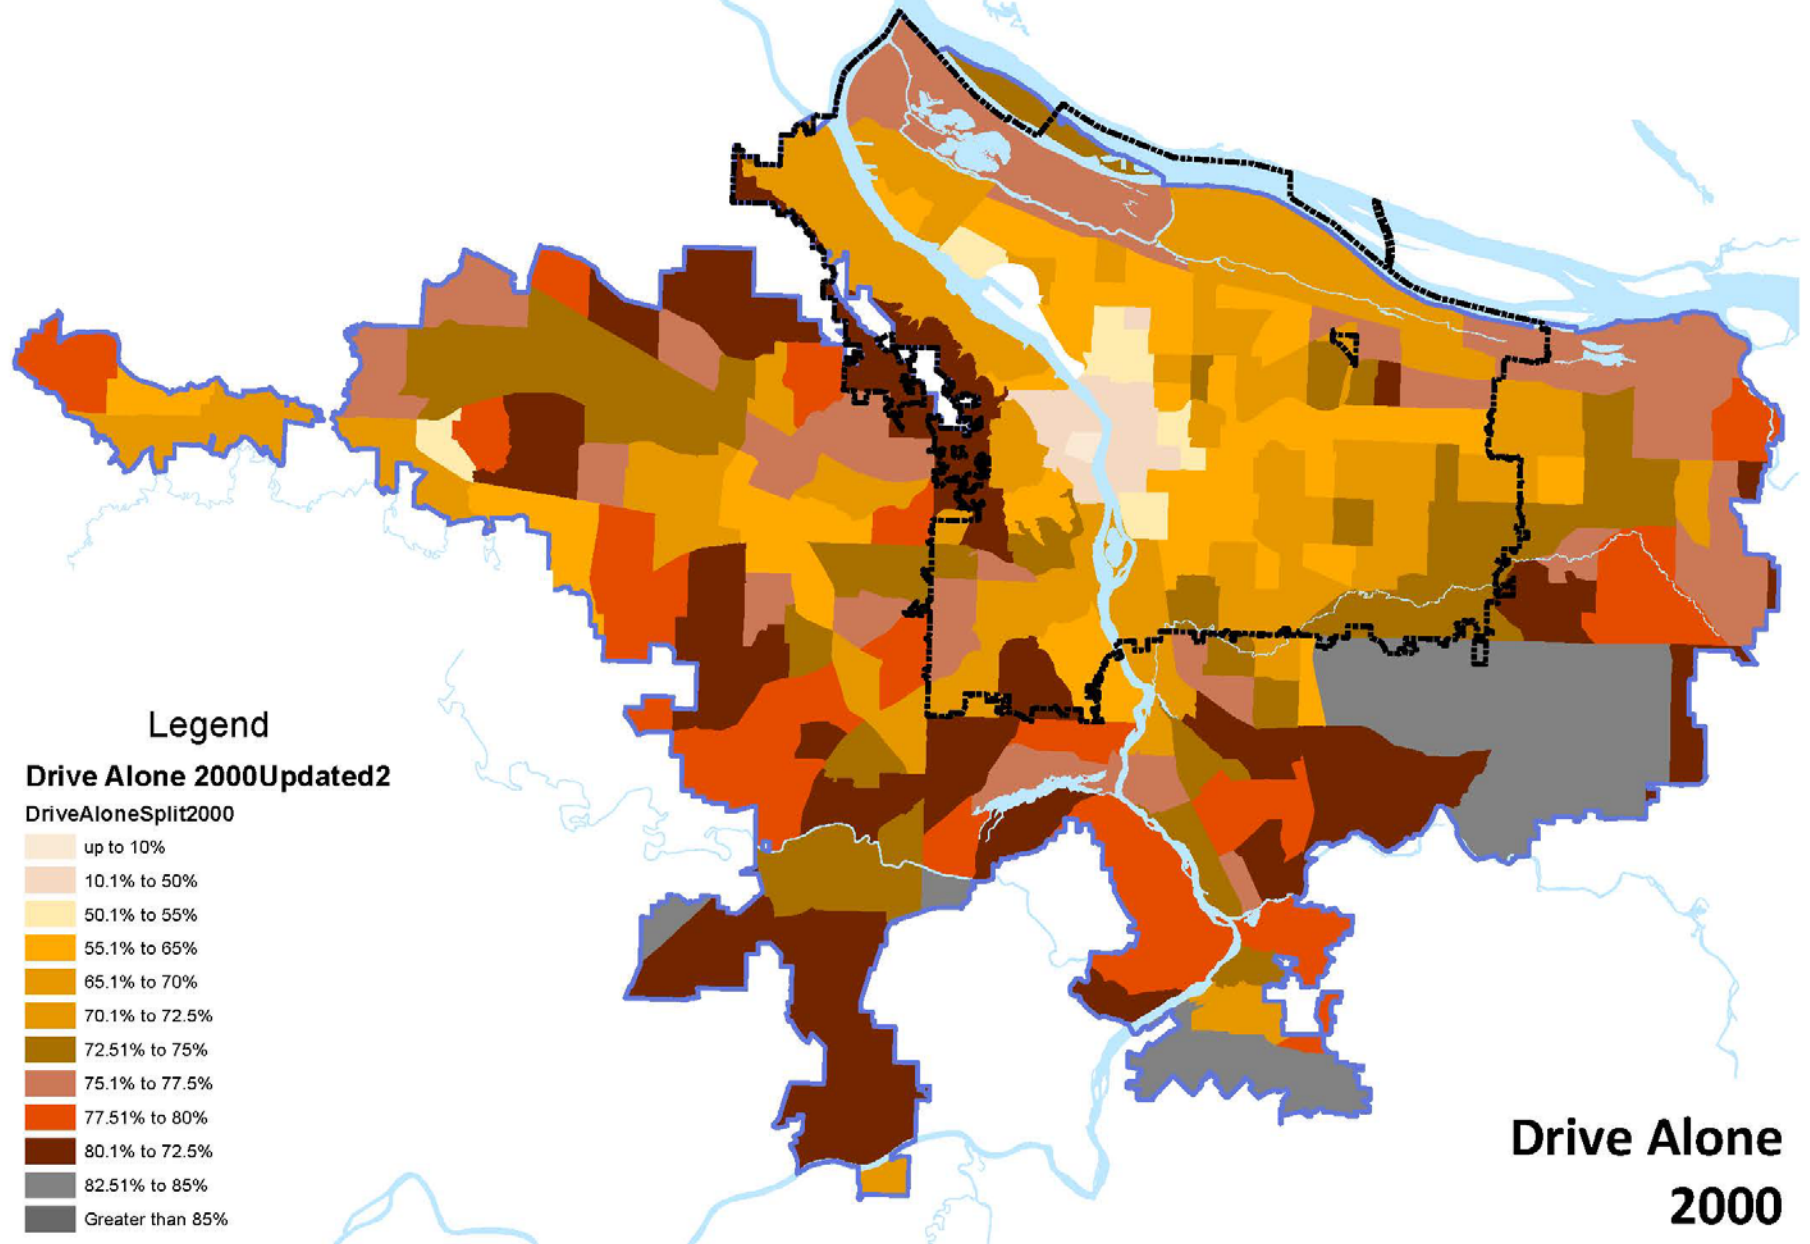 Legend
Drive Alone 2000Updated2
DriveAloneSplit2000
up to 10%
10.1% to 50%
50.1% to 55%
55.1% to 65%
65.1% to 70%
70.1% to 72.5%
72.51% to 75%
75.1% to 77.5%
77.51% to 80%
80.1% to 72.5%
82.51% to 85%
Greater than 85%
Drive Alone
2000